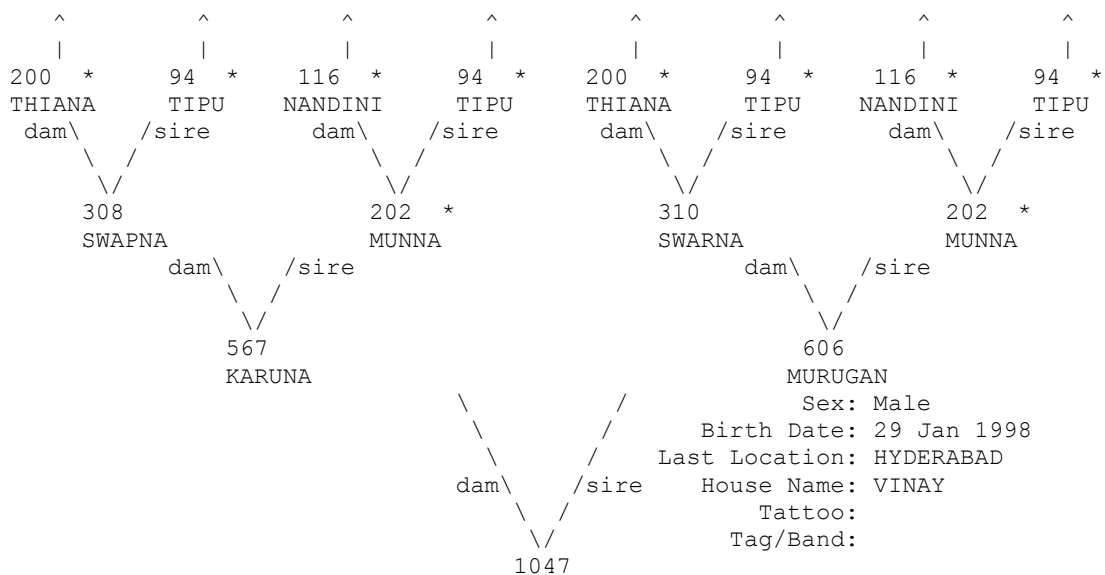 ^ ^ ^ ^ ^ ^ ^ ^
| | | | | | | |
200 * 94 * 116 * 94 * 200 * 94 * 116 * 94 *
THIANA TIPU NANDINI TIPU THIANA TIPU NANDINI TIPU
dam\ /sire dam\ /sire dam\ /sire dam\ /sire
\ / \ / \ / \ /
\/ \/ \/ \/
308 202 * 310 202 *
SWAPNA MUNNA SWARNA MUNNA
dam\ /sire dam\ /sire
\ / \ /
\/ \/
567 606
KARUNA MURUGAN
\ / Sex: Male
\ / Birth Date: 29 Jan 1998
\ / Last Location: HYDERABAD
dam\ /sire House Name: VINAY
\ / Tattoo:
\/ Tag/Band:
1047